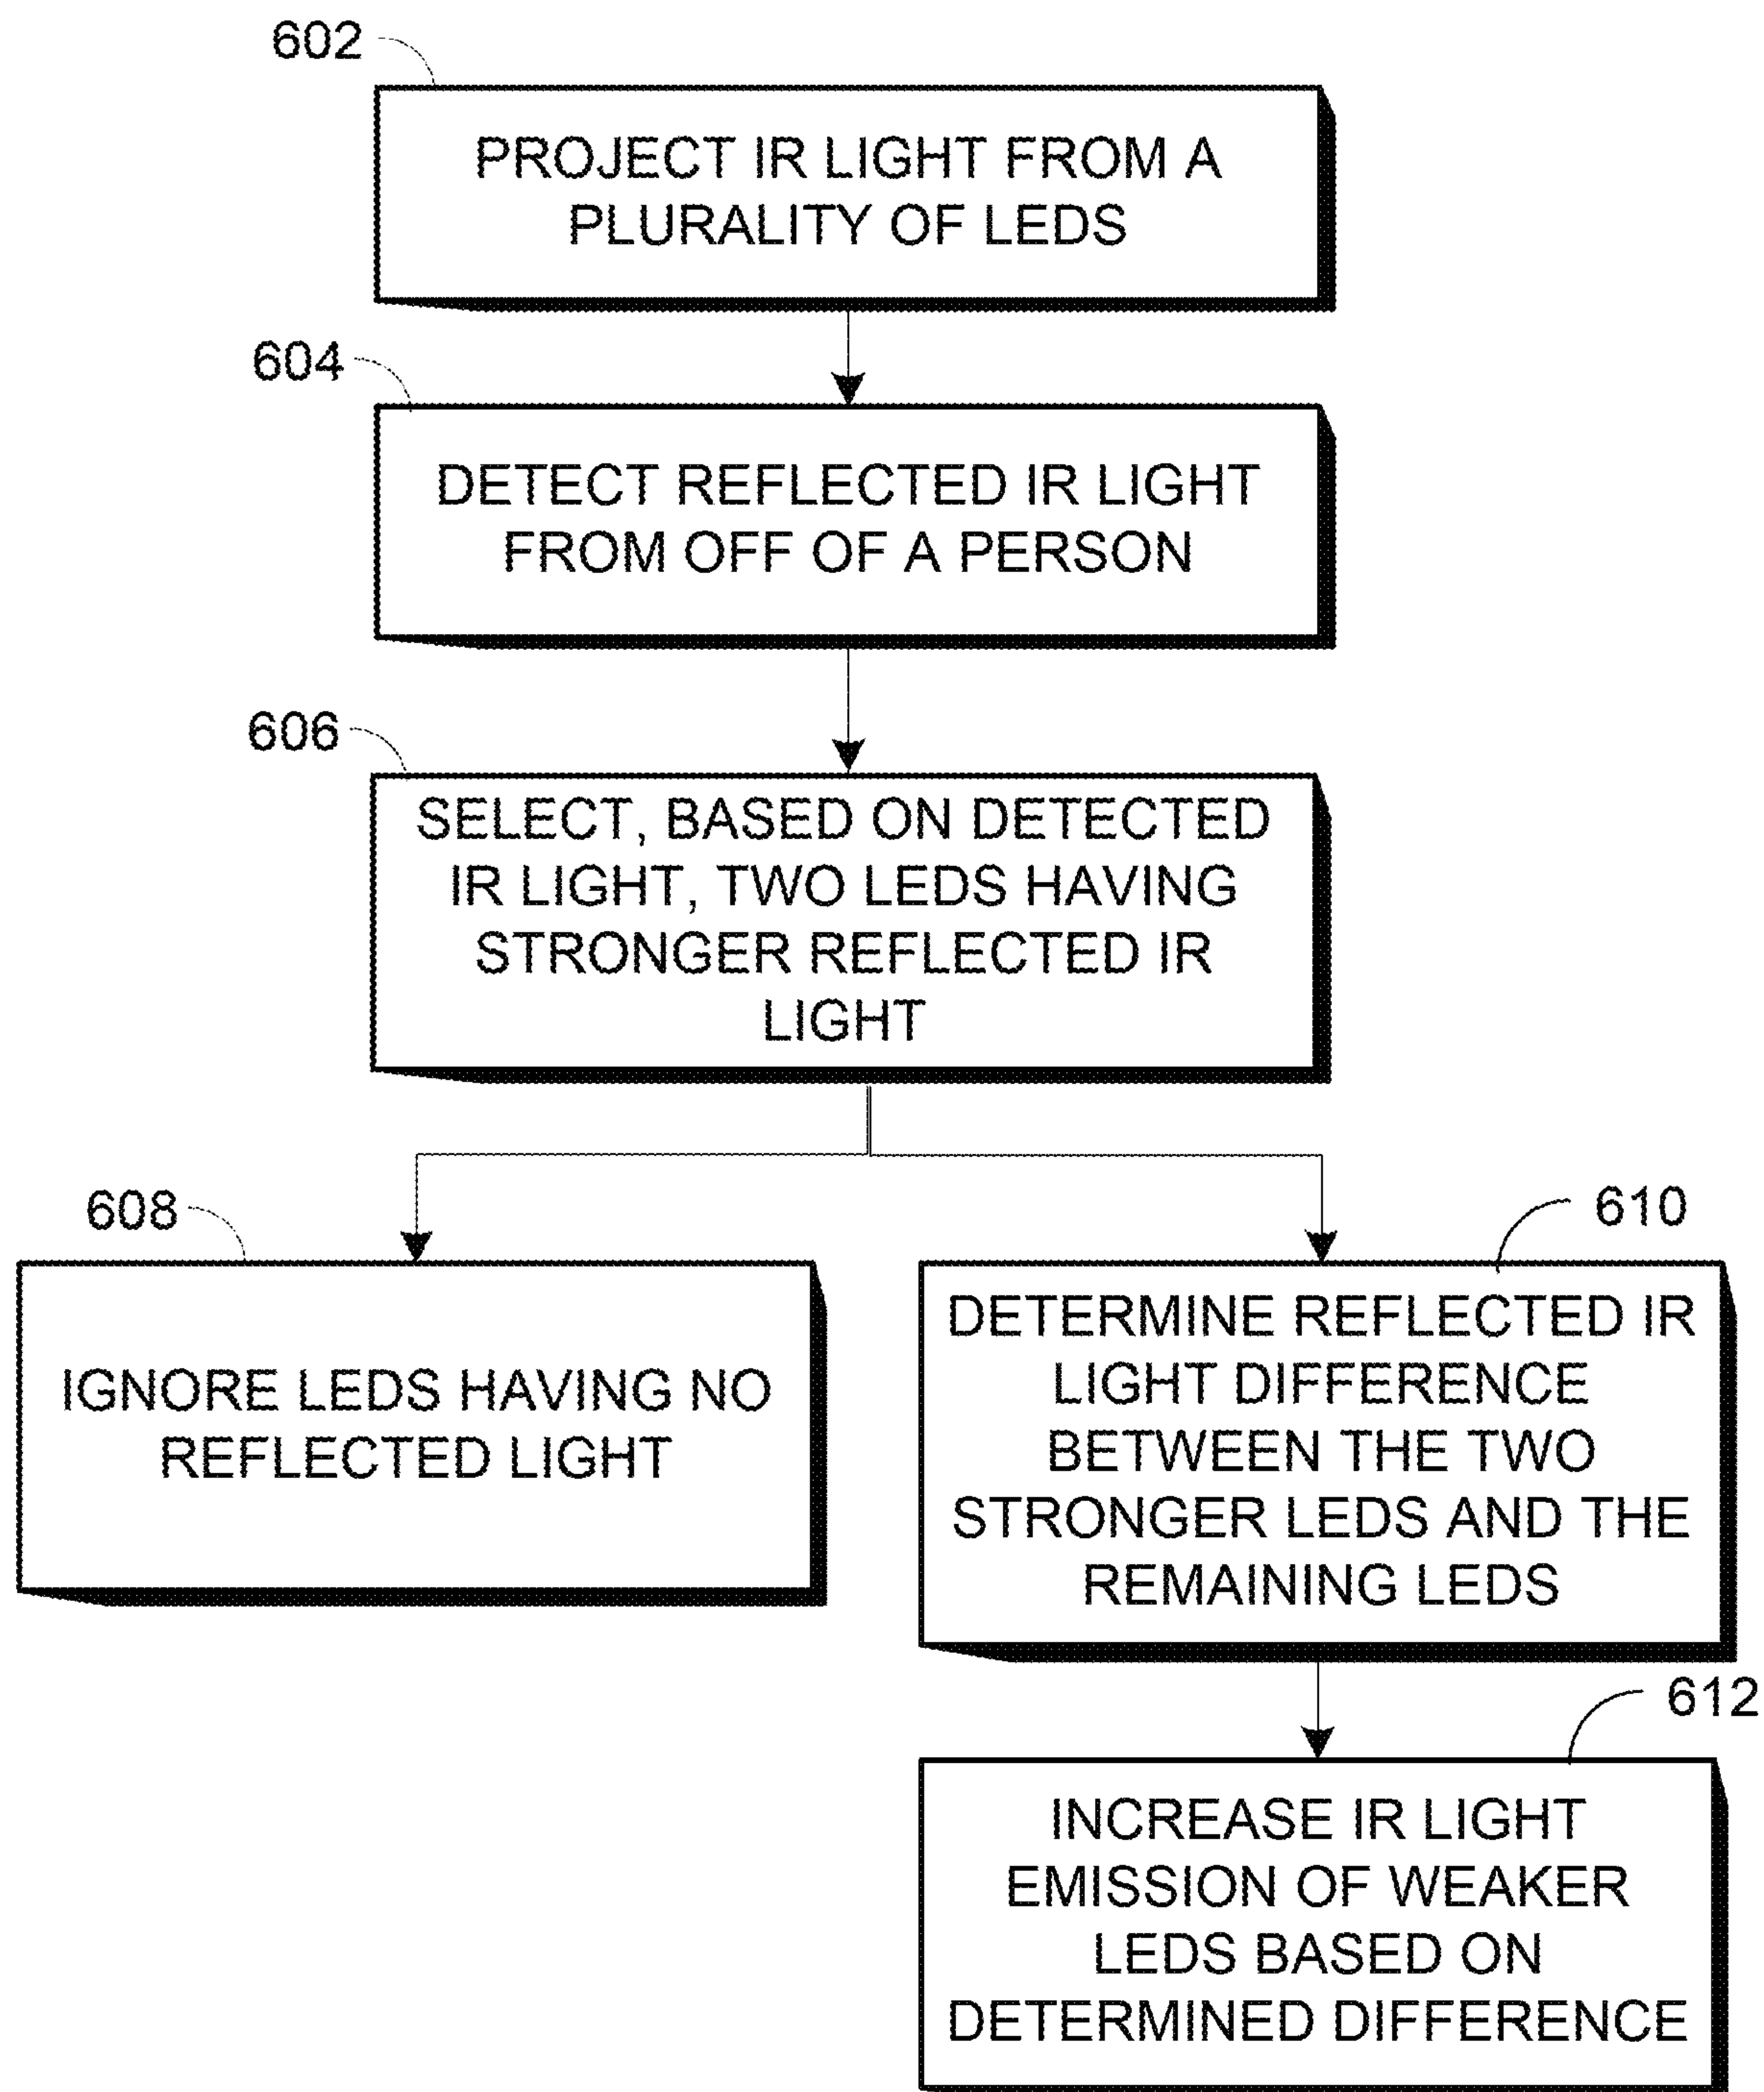 602
PROJECT IR LIGHT FROM A
PLURALITY OF LEDS
604
DETECT REFLECTED IR LIGHT
FROM OFF OF A PERSON
606
SELECT, BASED ON DETECTED
IR LIGHT, TWO LEDS HAVING
STRONGER REFLECTED IR
LIGHT
608
IGNORE LEDS HAVING NO
REFLECTED LIGHT
610
DETERMINE REFLECTED IR
LIGHT DIFFERENCE
BETWEEN THE TWO
STRONGER LEDS AND THE
REMAINING LEDS
612
INCREASE IR LIGHT
EMISSION OF WEAKER
LEDS BASED ON
DETERMINED DIFFERENCE